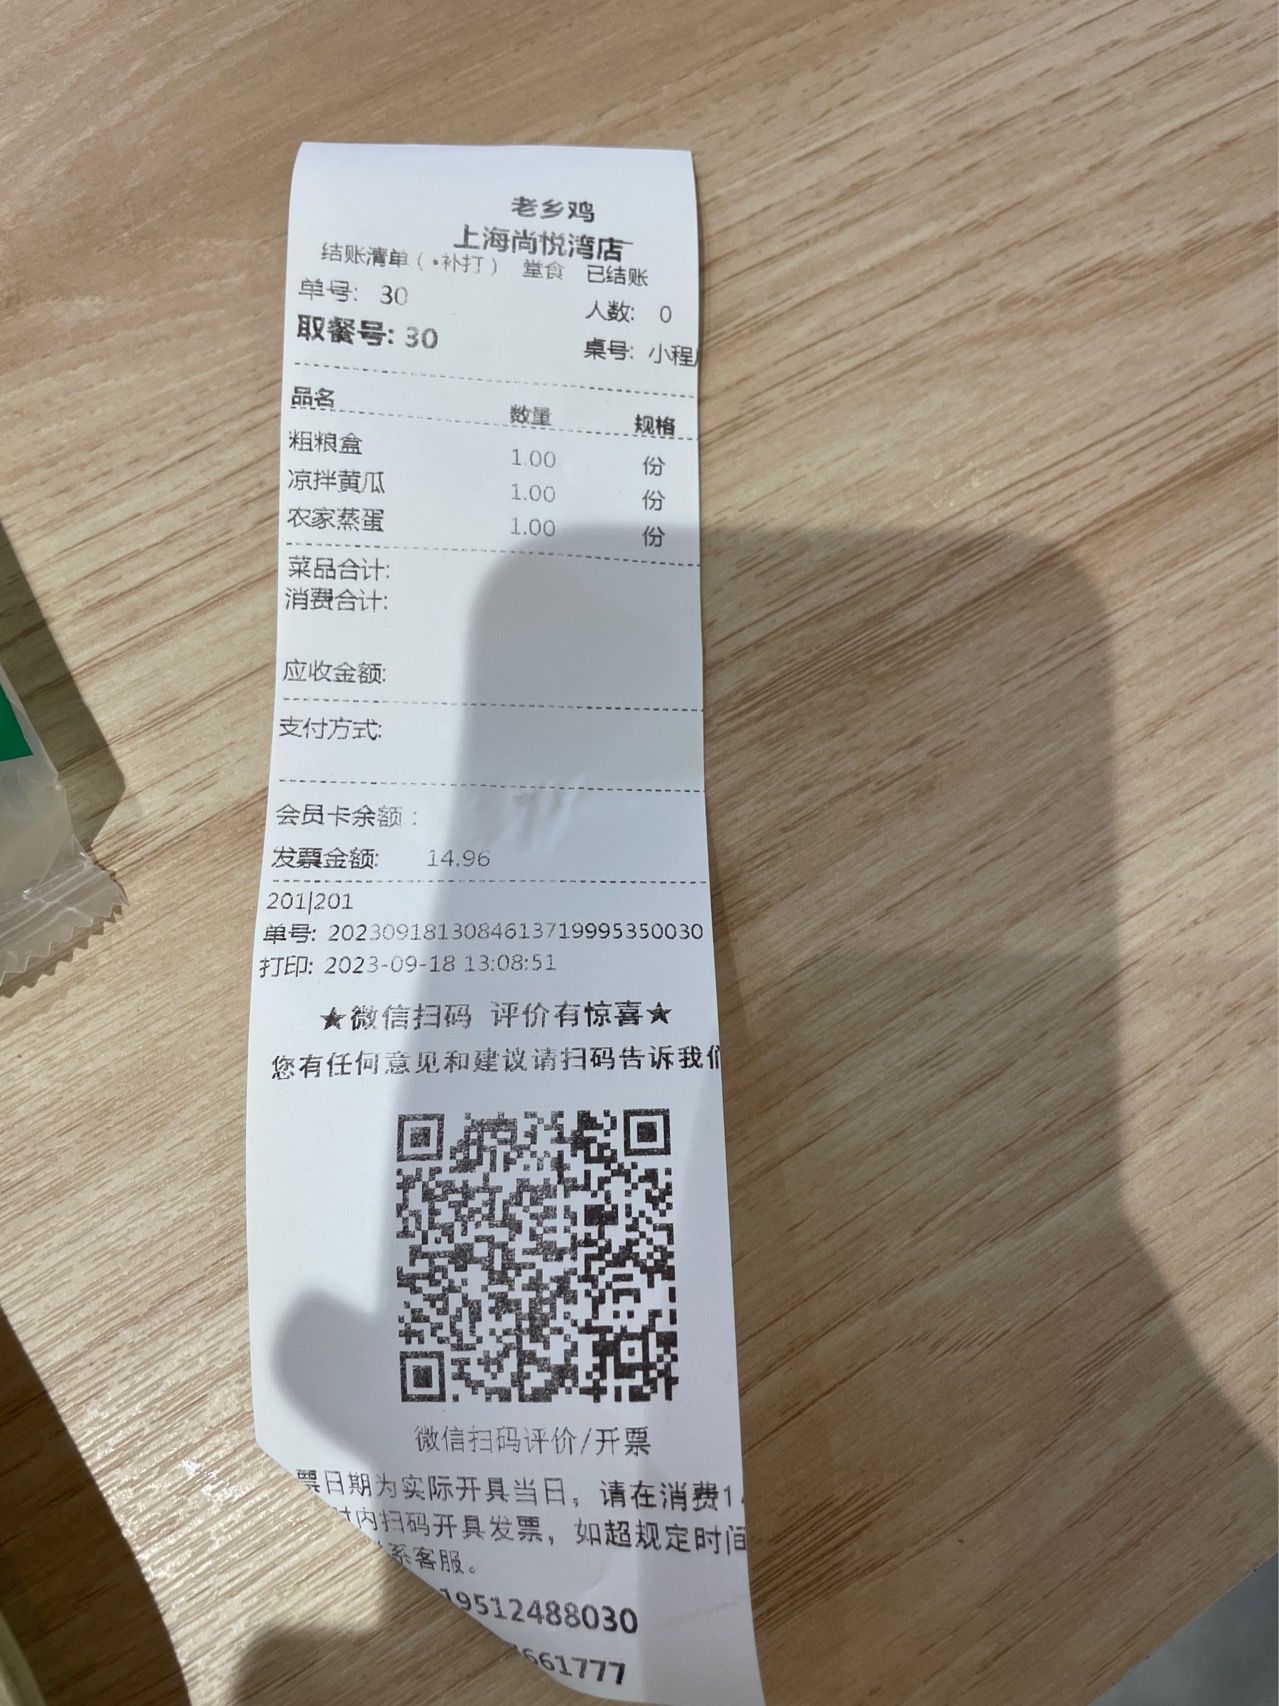 老乡鸡
上海尚悦湾店
结账清单（•补打） 堂食 已结账
单号: 30 人数: 0
取餐号: 30 桌号: 小程
品名 数量 规格
粗粮盒 1.00 份
凉拌黄瓜 1.00 份
农家蒸蛋 1.00 份
菜品合计:
消费合计:
应收金额:
支付方式:
会员卡余额:
发票金额: 14.96
201|201
单号: 2023091813084613719995350030
打印: 2023-09-18 13:08:51
★微信扫码 评价有惊喜★
您有任何意见和建议请扫码告诉我们
微信扫码评价/开票
票日期为实际开具当日，请在消费1
内扫码开具发票，如超规定时间
系客服。
19512488030
661777